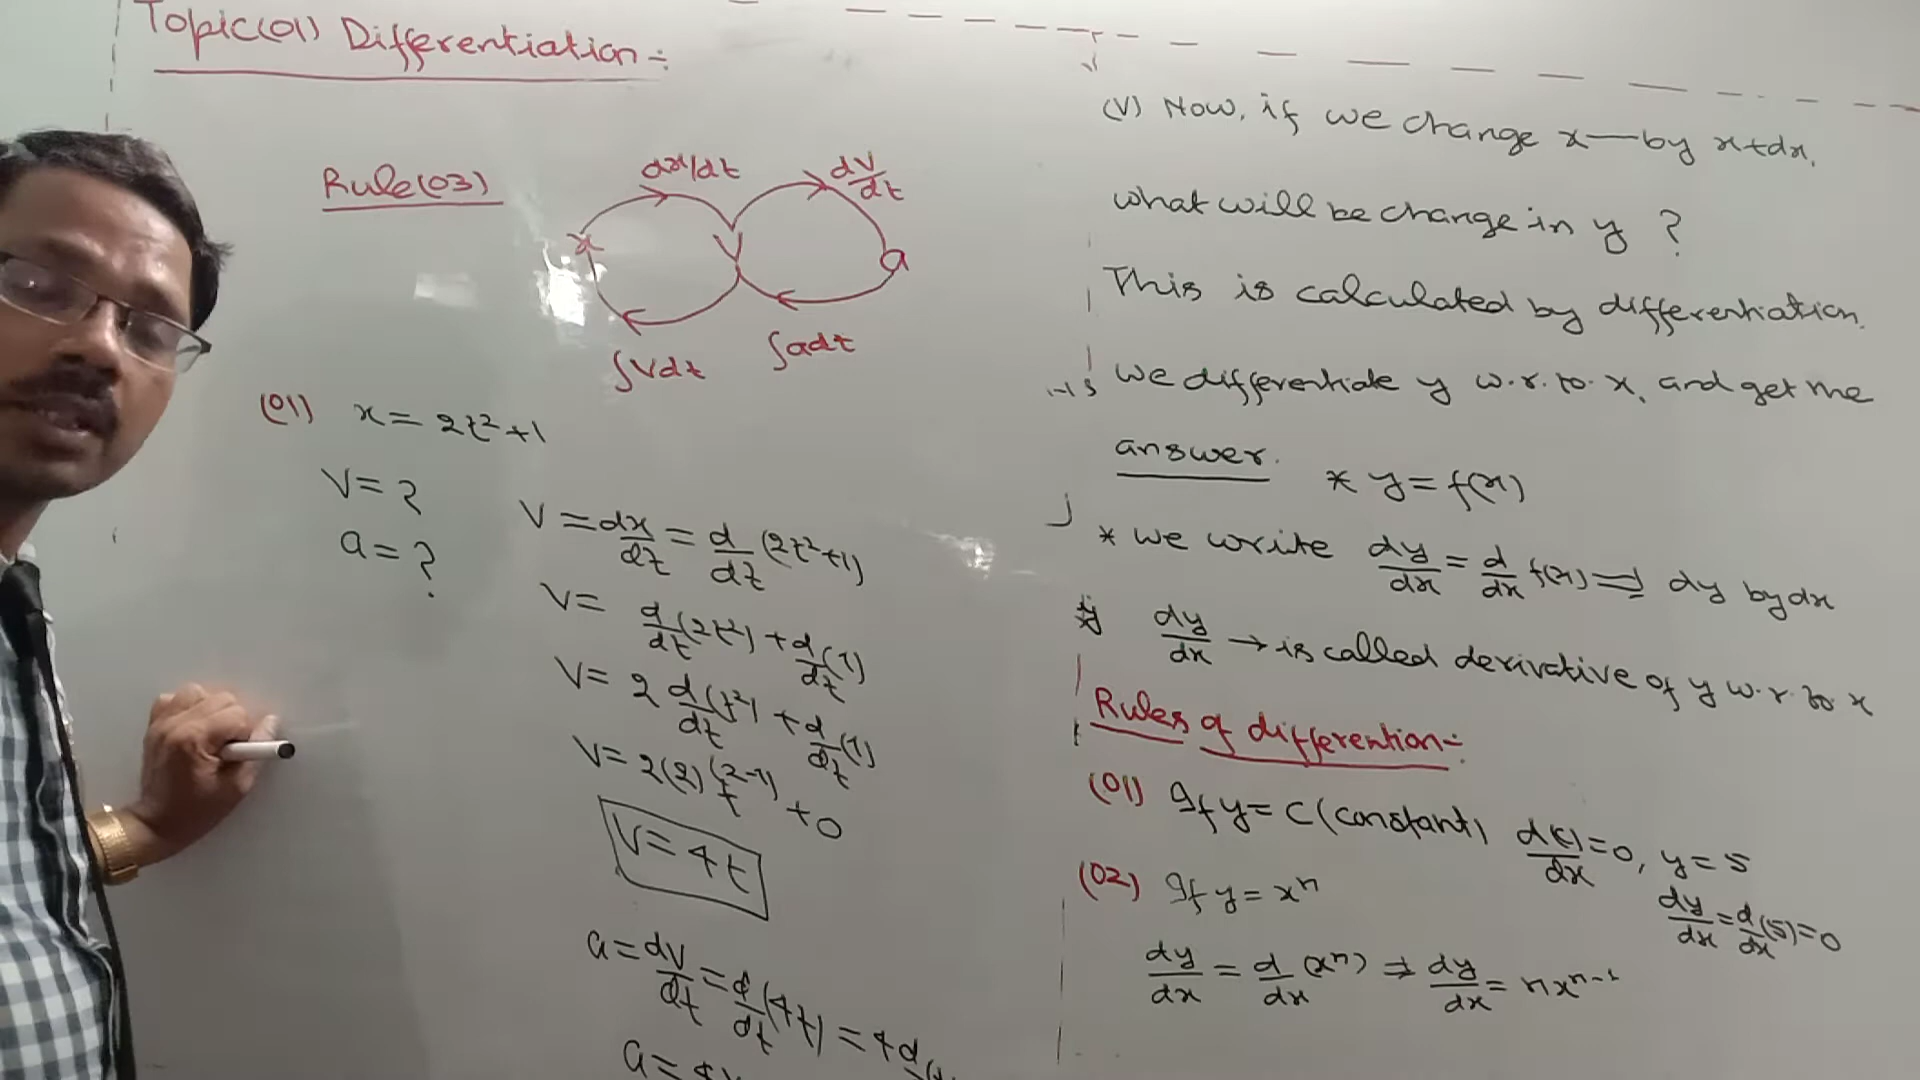 Topic(01) Differentiation:-
Rule(03)
dx/dt
dv/dt
x
V
a
∫vdt
∫adt
(01) x = 2t²+1
V = ?
a = ?
V = dx/dt = d/dt (2t²+1)
V = d/dt (2t²) + d/dt (1)
V = 2 d/dt (t²) + d/dt (1)
V = 2(2) t^(2-1) + 0
V = 4t
a = dv/dt = d/dt (4t) = 4 d
a = 4
(V) Now, if we change x—by x+dx.
what will be change in y ?
This is calculated by differentiation.
we differentiate y w.r.to. x, and get the
answer. * y = f(x)
* we write dy/dx = d/dx f(x) ⇒ dy by dx
* dy/dx → is called derivative of y w.r.to x
Rules of differention:-
(01) If y = C (constant) d(c)/dx = 0, y = 5
dy/dx = d/dx (5) = 0
(02) If y = xⁿ
dy/dx = d/dx (xⁿ) ⇒ dy/dx = nxⁿ⁻¹